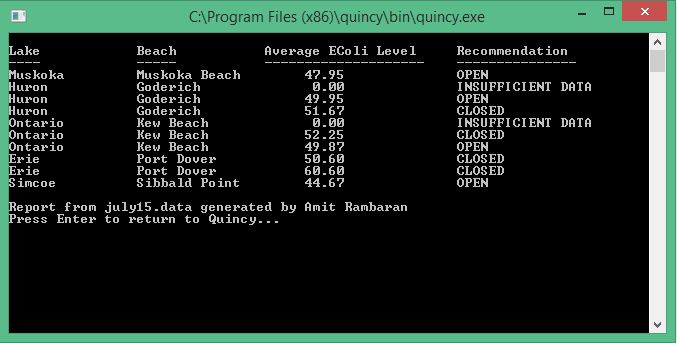 C:\Program Files (x86)\quincy\bin\quincy.exe
Lake Beach Average EColi Level Recommendation
---- ----- -------------------- ---------------
Muskoka Muskoka Beach 47.95 OPEN
Huron Goderich 0.00 INSUFFICIENT DATA
Huron Goderich 49.95 OPEN
Huron Goderich 51.67 CLOSED
Ontario Kew Beach 0.00 INSUFFICIENT DATA
Ontario Kew Beach 52.25 CLOSED
Ontario Kew Beach 49.87 OPEN
Erie Port Dover 50.60 CLOSED
Erie Port Dover 60.60 CLOSED
Simcoe Sibbald Point 44.67 OPEN
Report from july15.data generated by Amit Rambaran
Press Enter to return to Quincy...